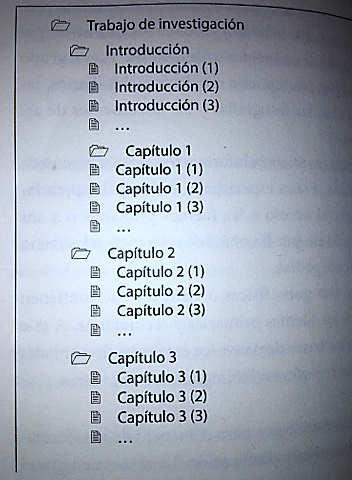 Trabajo de investigación
Introducción
Introducción (1)
Introducción (2)
Introducción (3)
...
Capítulo 1
Capítulo 1 (1)
Capítulo 1 (2)
Capítulo 1 (3)
...
Capítulo 2
Capítulo 2 (1)
Capítulo 2 (2)
Capítulo 2 (3)
...
Capítulo 3
Capítulo 3 (1)
Capítulo 3 (2)
Capítulo 3 (3)
...